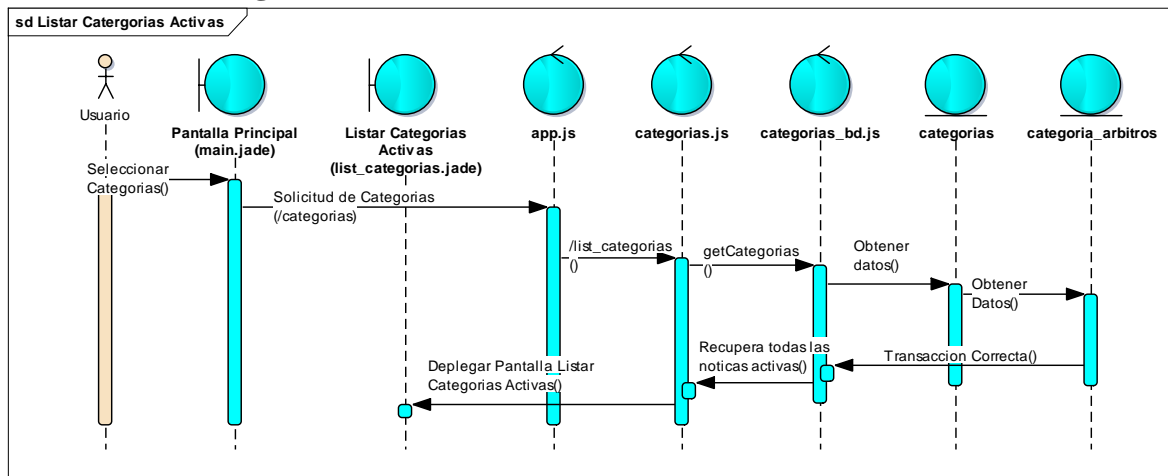 sd Listar Catergorias Activas
Usuario
Pantalla Principal
(main.jade)
Listar Categorias
Activas
(list_categorias.jade)
app.js
categorias.js
categorias_bd.js
categorias
categoria_arbitros
Seleccionar
Categorias()
Solicitud de Categorias
(/categorias)
/list_categorias
()
getCategorias
()
Obtener
datos()
Obtener
Datos()
Transaccion Correcta()
Recupera todas las
noticas activas()
Deplegar Pantalla Listar
Categorias Activas()